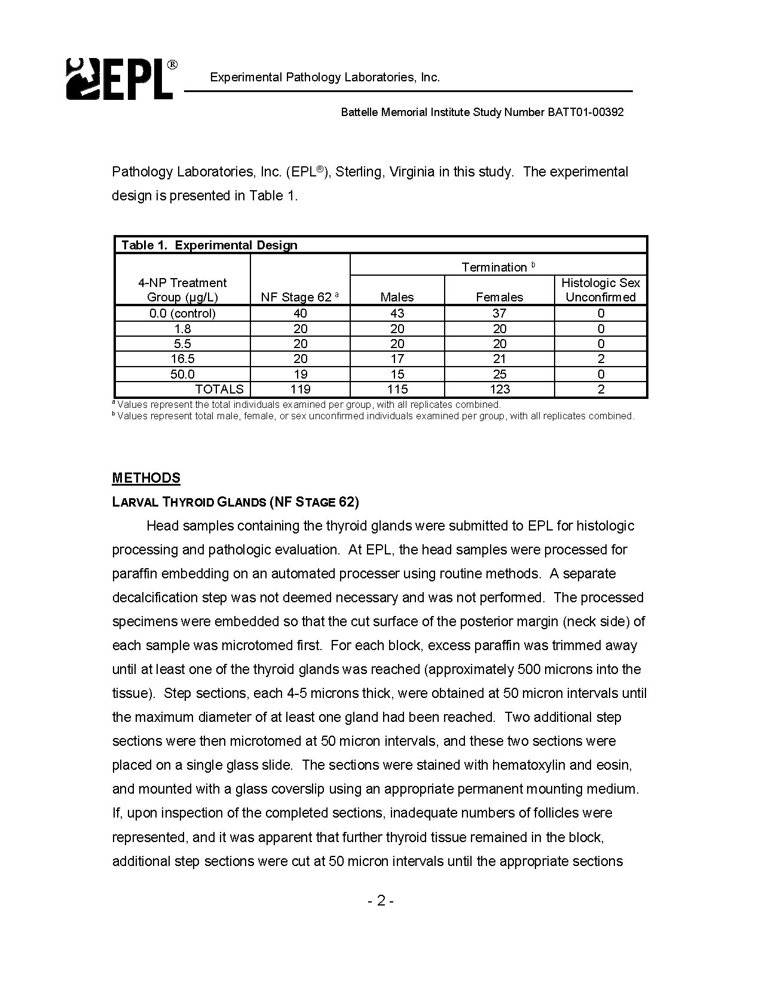 EPL®
Experimental Pathology Laboratories, Inc.
Battelle Memorial Institute Study Number BATT01-00392
Pathology Laboratories, Inc. (EPL®), Sterling, Virginia in this study. The experimental
design is presented in Table 1.
Table 1. Experimental Design
Termination b
4-NP Treatment Histologic Sex
Group (µg/L) NF Stage 62 a Males Females Unconfirmed
0.0 (control) 40 43 37 0
1.8 20 20 20 0
5.5 20 20 20 0
16.5 20 17 21 2
50.0 19 15 25 0
TOTALS 119 115 123 2
a Values represent the total individuals examined per group, with all replicates combined.
b Values represent total male, female, or sex unconfirmed individuals examined per group, with all replicates combined.
METHODS
LARVAL THYROID GLANDS (NF STAGE 62)
Head samples containing the thyroid glands were submitted to EPL for histologic
processing and pathologic evaluation. At EPL, the head samples were processed for
paraffin embedding on an automated processer using routine methods. A separate
decalcification step was not deemed necessary and was not performed. The processed
specimens were embedded so that the cut surface of the posterior margin (neck side) of
each sample was microtomed first. For each block, excess paraffin was trimmed away
until at least one of the thyroid glands was reached (approximately 500 microns into the
tissue). Step sections, each 4-5 microns thick, were obtained at 50 micron intervals until
the maximum diameter of at least one gland had been reached. Two additional step
sections were then microtomed at 50 micron intervals, and these two sections were
placed on a single glass slide. The sections were stained with hematoxylin and eosin,
and mounted with a glass coverslip using an appropriate permanent mounting medium.
If, upon inspection of the completed sections, inadequate numbers of follicles were
represented, and it was apparent that further thyroid tissue remained in the block,
additional step sections were cut at 50 micron intervals until the appropriate sections
- 2 -